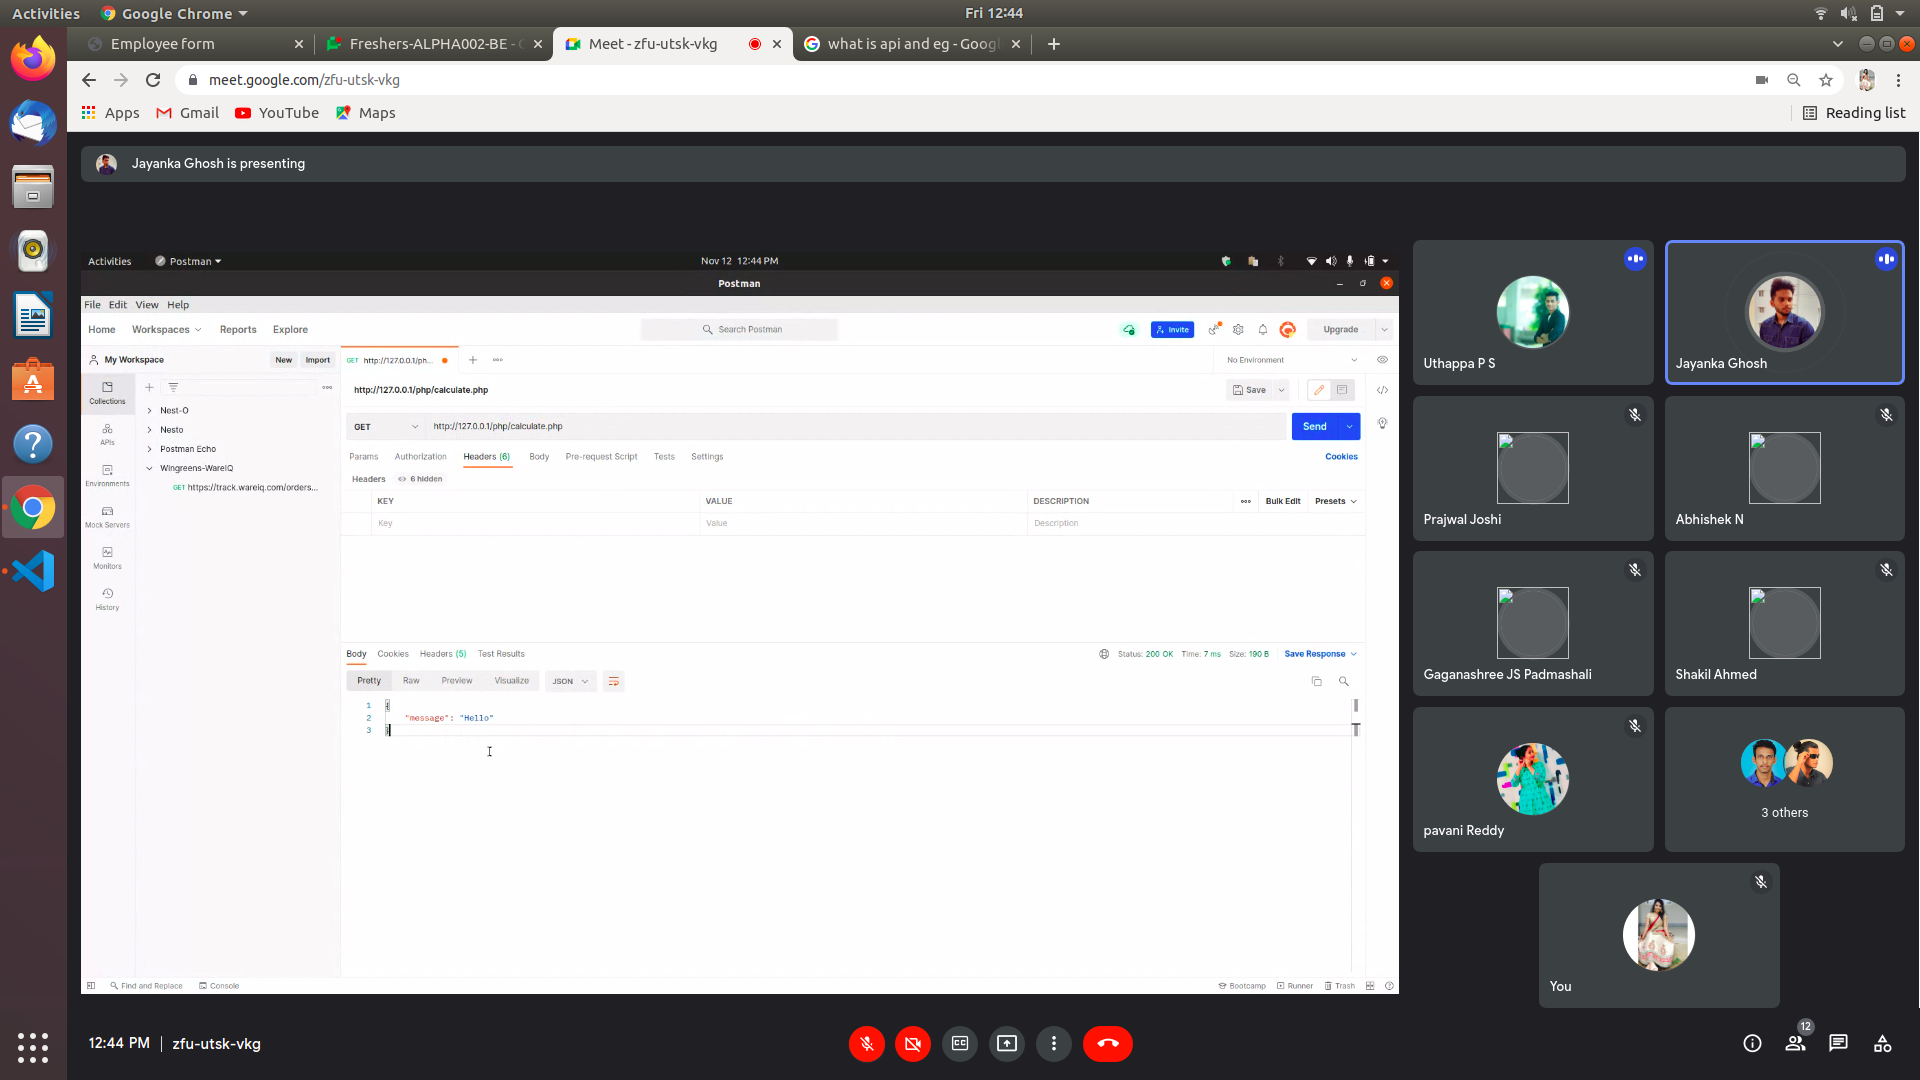 Activities Google Chrome Fri 12:44
Employee form Freshers-ALPHA002-BE - Meet - zfu-utsk-vkg what is api and eg - Goog
meet.google.com/zfu-utsk-vkg
Apps Gmail YouTube Maps Reading list
Jayanka Ghosh is presenting
Activities Postman Nov 12 12:44 PM
Postman
File Edit View Help
Home Workspaces Reports Explore Search Postman Invite Upgrade
My Workspace New Import GET http://127.0.0.1/ph... No Environment
Collections
APIs
Environments
Mock Servers
Monitors
History
Nest-O
Nesto
Postman Echo
Wingreens-WareIQ
GET https://track.wareiq.com/orders...
http://127.0.0.1/php/calculate.php Save
GET http://127.0.0.1/php/calculate.php Send
Params Authorization Headers (6) Body Pre-request Script Tests Settings Cookies
Headers 6 hidden
KEY VALUE DESCRIPTION Bulk Edit Presets
Key Value Description
Body Cookies Headers (5) Test Results Status: 200 OK Time: 7 ms Size: 190 B Save Response
Pretty Raw Preview Visualize JSON
1 {
2 "message": "Hello"
3 }
Find and Replace Console Bootcamp Runner Trash
Uthappa P S
Jayanka Ghosh
Prajwal Joshi
Abhishek N
Gaganashree JS Padmashali
Shakil Ahmed
pavani Reddy
3 others
You
12:44 PM | zfu-utsk-vkg 12